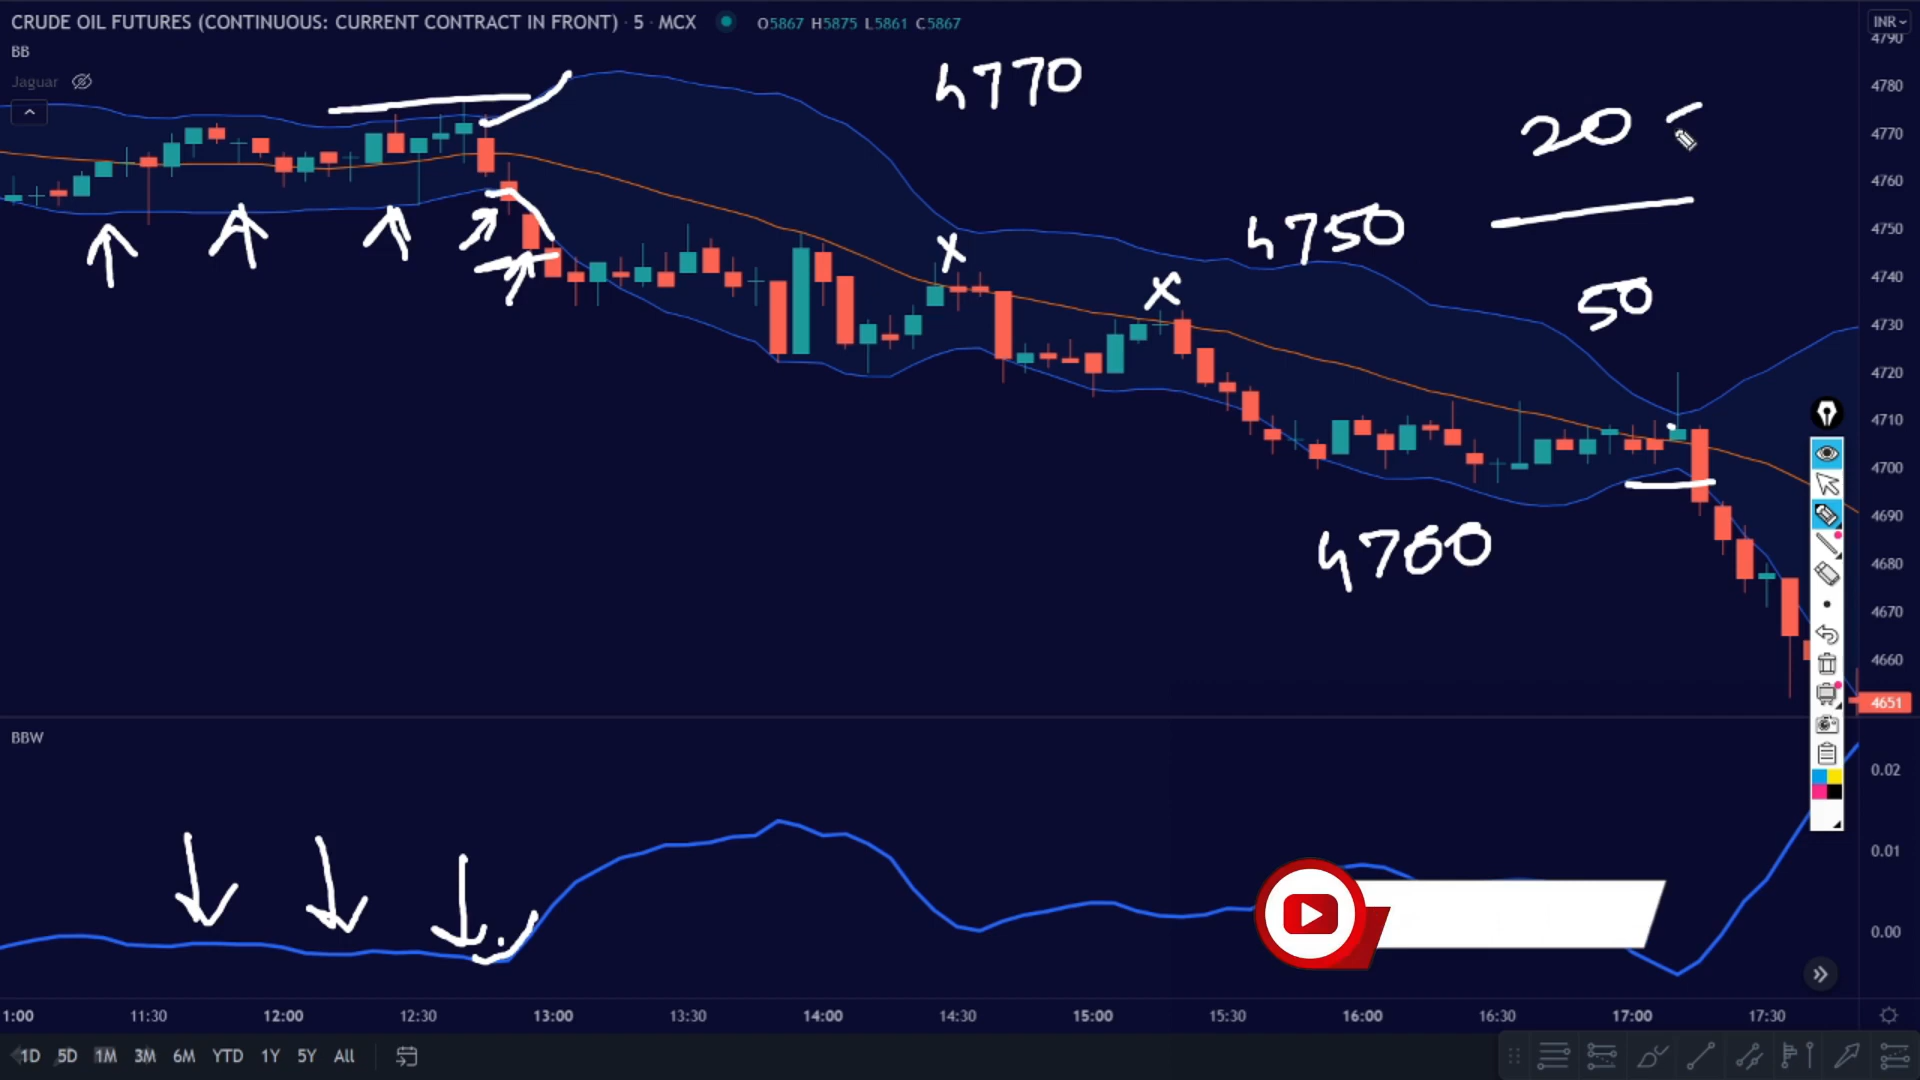 CRUDE OIL FUTURES (CONTINUOUS: CURRENT CONTRACT IN FRONT) · 5 · MCX O5867 H5875 L5861 C5867
INR
BB
Jaguar
4790
4780
4770
4760
4750
4740
4730
4720
4710
4700
4690
4680
4670
4660
4651
4770
20
4750
50
x
x
4700
BBW
0.02
0.01
0.00
1:00 11:30 12:00 12:30 13:00 13:30 14:00 14:30 15:00 15:30 16:00 16:30 17:00 17:30
1D 5D 1M 3M 6M YTD 1Y 5Y All